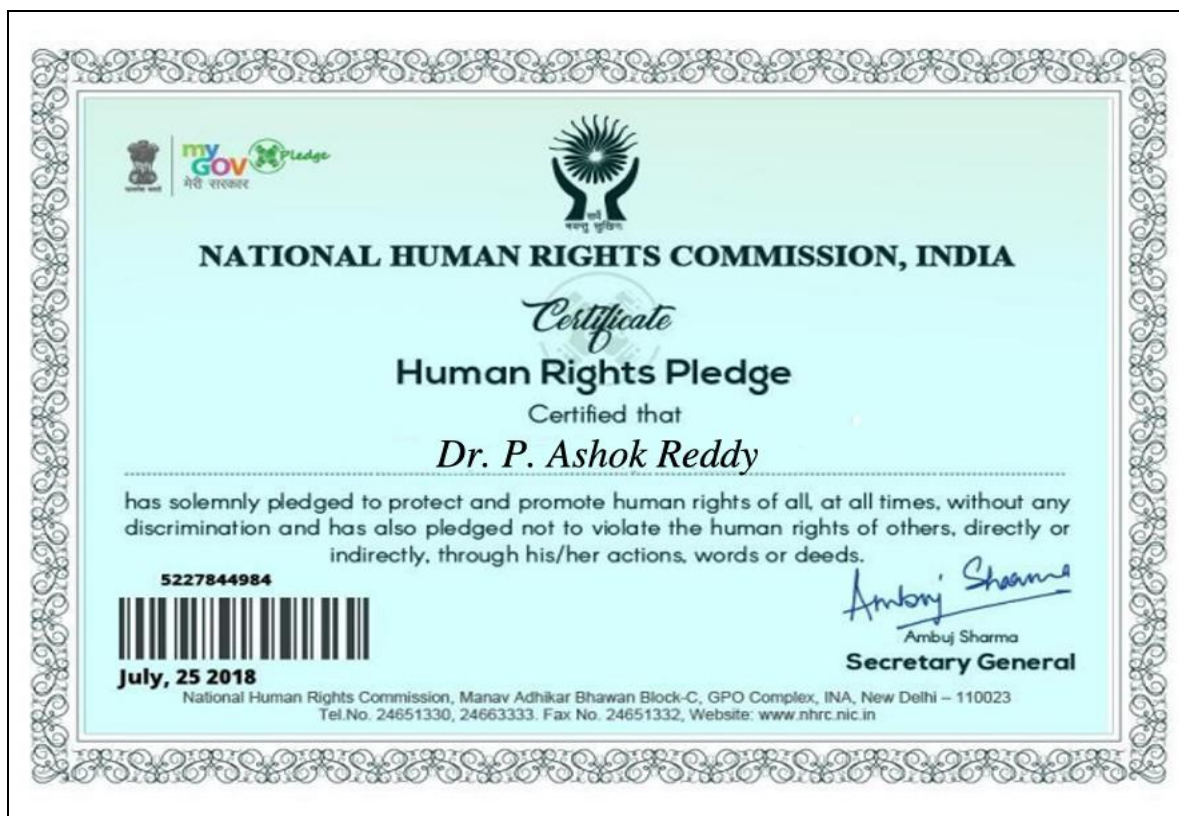 my
GOV Pledge
मेरी सरकार
सर्वे
भवन्तु सुखिनः
NATIONAL HUMAN RIGHTS COMMISSION, INDIA
Certificate
Human Rights Pledge
Certified that
Dr. P. Ashok Reddy
has solemnly pledged to protect and promote human rights of all, at all times, without any
discrimination and has also pledged not to violate the human rights of others, directly or
indirectly, through his/her actions, words or deeds.
5227844984
July, 25 2018
Ambuj Sharma
Ambuj Sharma
Secretary General
National Human Rights Commission, Manav Adhikar Bhawan Block-C, GPO Complex, INA, New Delhi – 110023
Tel.No. 24651330, 24663333. Fax No. 24651332, Website: www.nhrc.nic.in